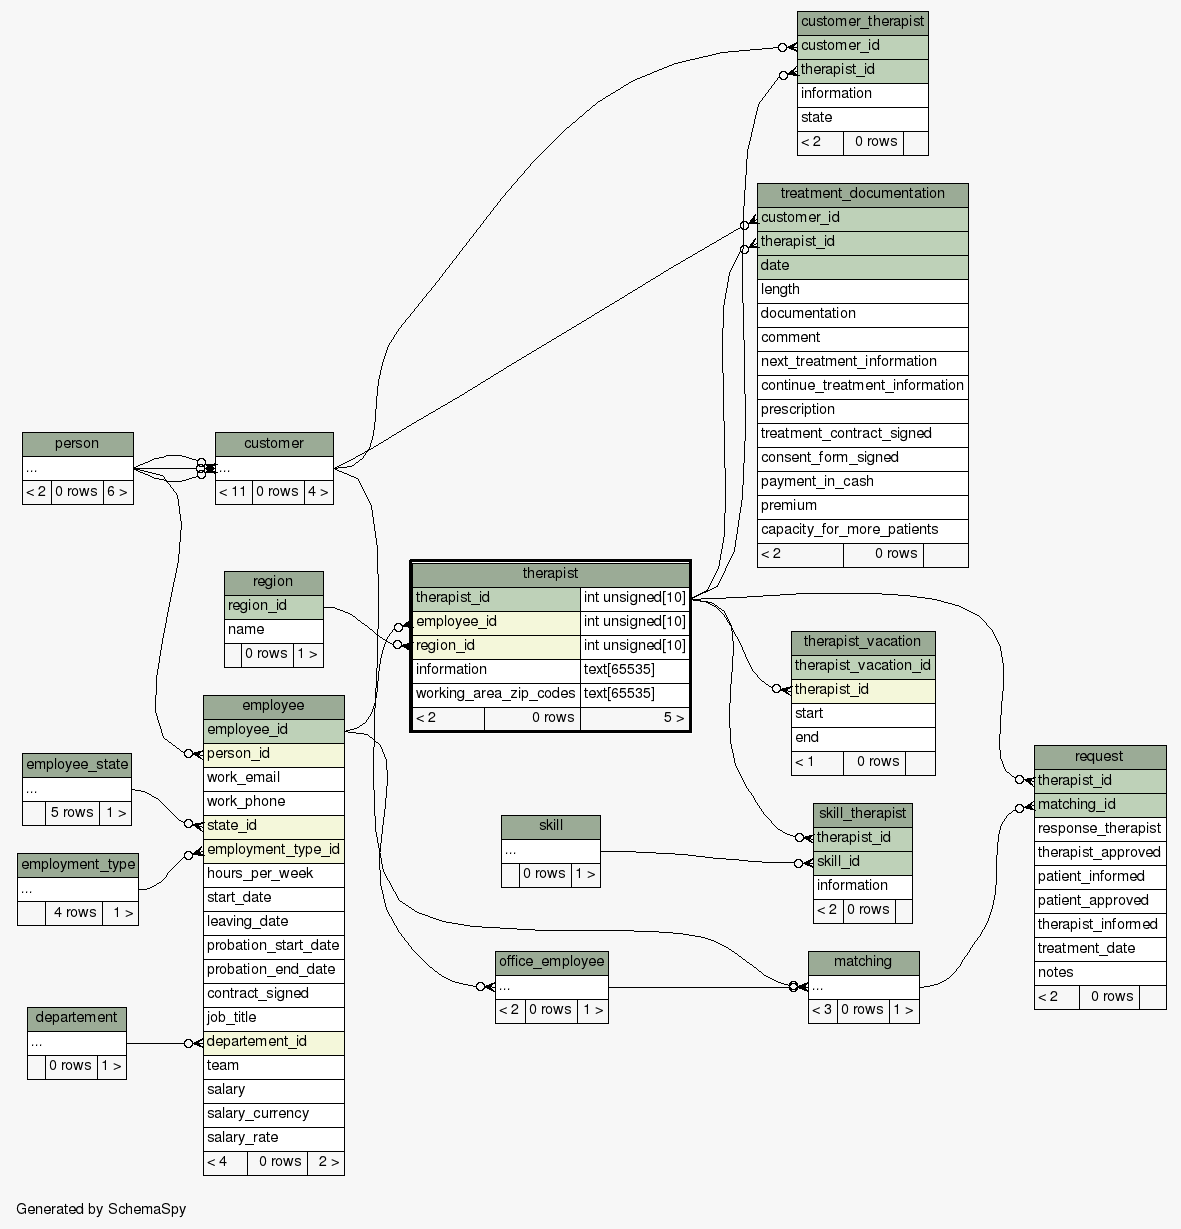 customer_therapist
customer_id
therapist_id
information
state
< 2 0 rows
treatment_documentation
customer_id
therapist_id
date
length
documentation
comment
next_treatment_information
continue_treatment_information
prescription
treatment_contract_signed
consent_form_signed
payment_in_cash
premium
capacity_for_more_patients
< 2 0 rows
person
...
< 2 0 rows 6 >
customer
...
< 11 0 rows 4 >
therapist
therapist_id int unsigned[10]
employee_id int unsigned[10]
region_id int unsigned[10]
information text[65535]
working_area_zip_codes text[65535]
< 2 0 rows 5 >
region
region_id
name
0 rows 1 >
therapist_vacation
therapist_vacation_id
therapist_id
start
end
< 1 0 rows
employee
employee_id
person_id
work_email
work_phone
state_id
employment_type_id
hours_per_week
start_date
leaving_date
probation_start_date
probation_end_date
contract_signed
job_title
departement_id
team
salary
salary_currency
salary_rate
< 4 0 rows 2 >
employee_state
...
5 rows 1 >
employment_type
...
4 rows 1 >
departement
...
0 rows 1 >
skill
...
0 rows 1 >
skill_therapist
therapist_id
skill_id
information
< 2 0 rows
request
therapist_id
matching_id
response_therapist
therapist_approved
patient_informed
patient_approved
therapist_informed
treatment_date
notes
< 2 0 rows
office_employee
...
< 2 0 rows 1 >
matching
...
< 3 0 rows 1 >
Generated by SchemaSpy